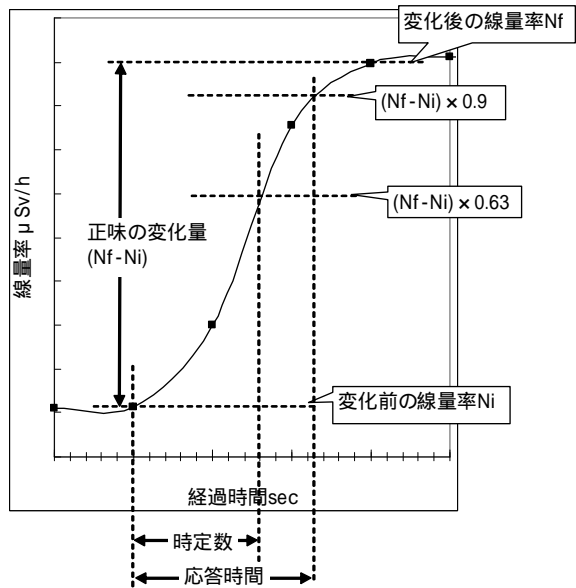 変化後の線量率Nf
(Nf-Ni)×0.9
(Nf-Ni)×0.63
線量率 μSv/h
正味の変化量
(Nf-Ni)
変化前の線量率Ni
経過時間sec
時定数
応答時間